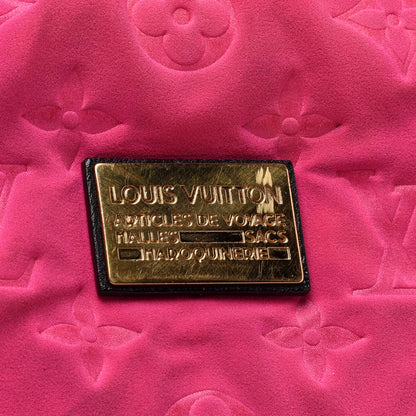 LOUIS VUITTON
ARTICLES DE VOYAGE
MALLES SACS
MAROQUINERIE